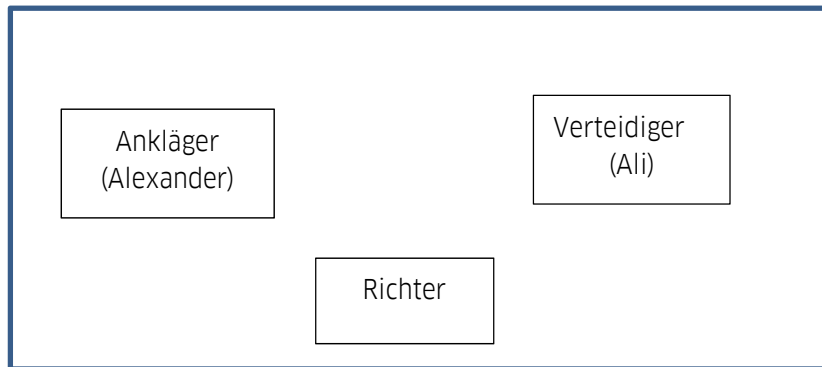 Ankläger
(Alexander)
Verteidiger
(Ali)
Richter